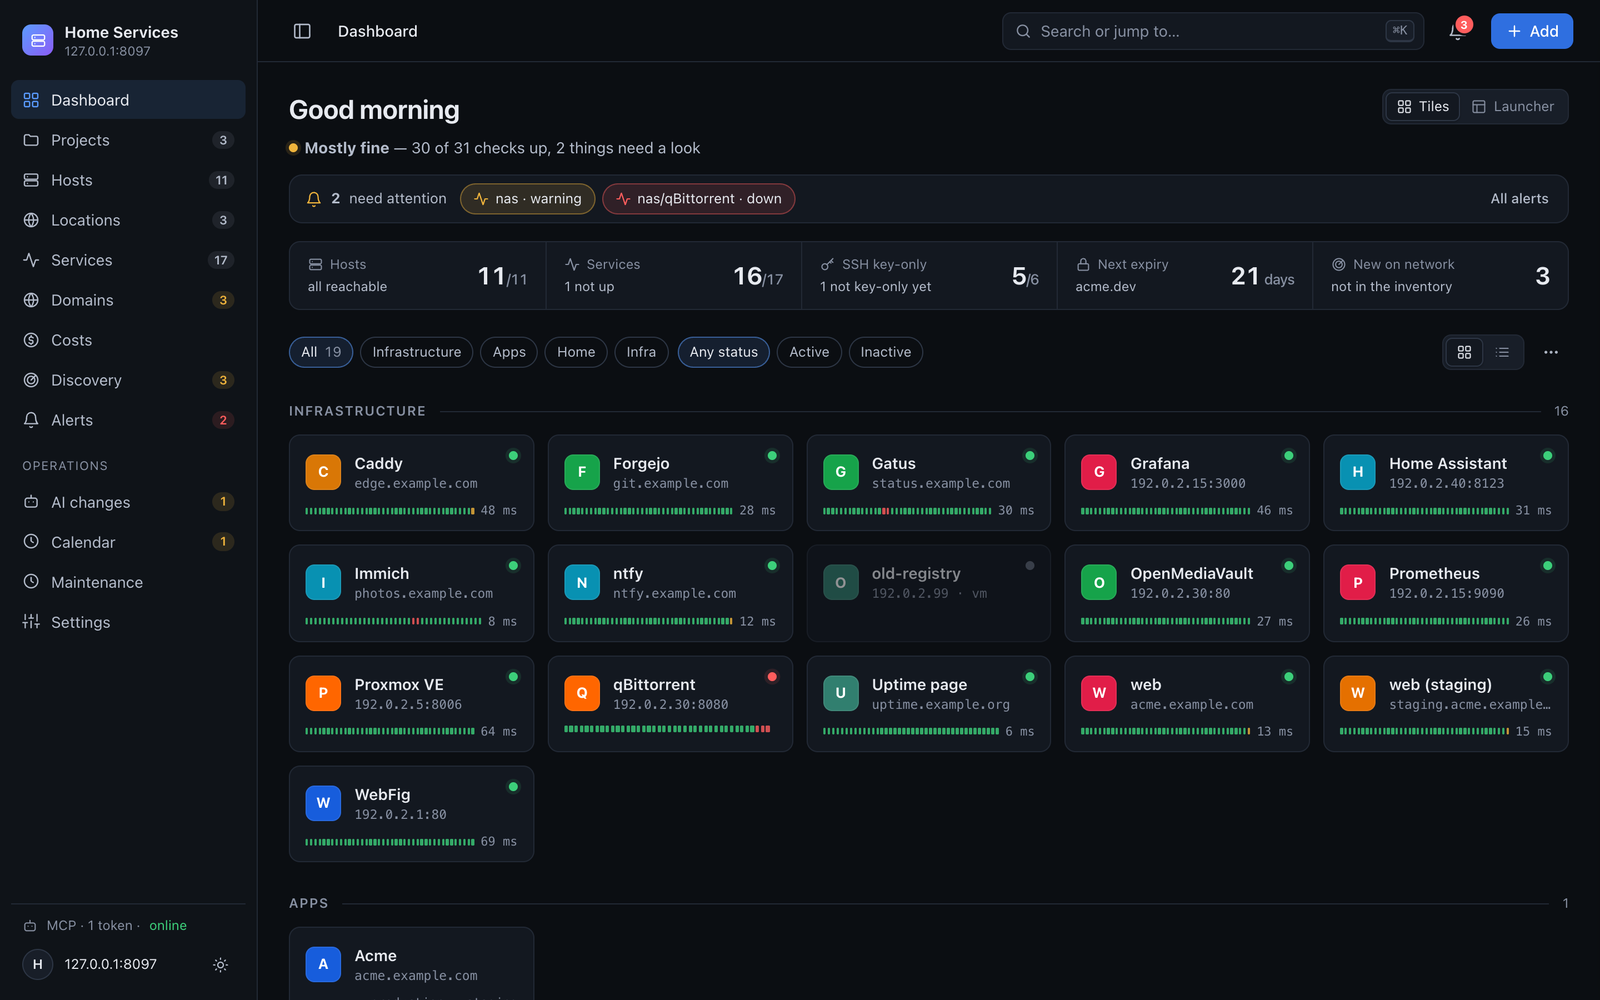 Home Services
127.0.0.1:8097
Dashboard
Projects 3
Hosts 11
Locations 3
Services 17
Domains 3
Costs
Discovery 3
Alerts 2
OPERATIONS
AI changes 1
Calendar 1
Maintenance
Settings
MCP · 1 token · online
H 127.0.0.1:8097
Dashboard
Search or jump to... ⌘K
3
+ Add
Good morning
Tiles Launcher
Mostly fine — 30 of 31 checks up, 2 things need a look
2 need attention nas · warning nas/qBittorrent · down All alerts
Hosts
all reachable
11/11
Services
1 not up
16/17
SSH key-only
1 not key-only yet
5/6
Next expiry
acme.dev
21 days
New on network
not in the inventory
3
All 19 Infrastructure Apps Home Infra Any status Active Inactive
INFRASTRUCTURE 16
C Caddy
edge.example.com
48 ms
F Forgejo
git.example.com
28 ms
G Gatus
status.example.com
30 ms
G Grafana
192.0.2.15:3000
46 ms
H Home Assistant
192.0.2.40:8123
31 ms
I Immich
photos.example.com
8 ms
N ntfy
ntfy.example.com
12 ms
O old-registry
192.0.2.99 · vm
O OpenMediaVault
192.0.2.30:80
27 ms
P Prometheus
192.0.2.15:9090
26 ms
P Proxmox VE
192.0.2.5:8006
64 ms
Q qBittorrent
192.0.2.30:8080
U Uptime page
uptime.example.org
6 ms
W web
acme.example.com
13 ms
W web (staging)
staging.acme.example…
15 ms
W WebFig
192.0.2.1:80
69 ms
APPS 1
A Acme
acme.example.com